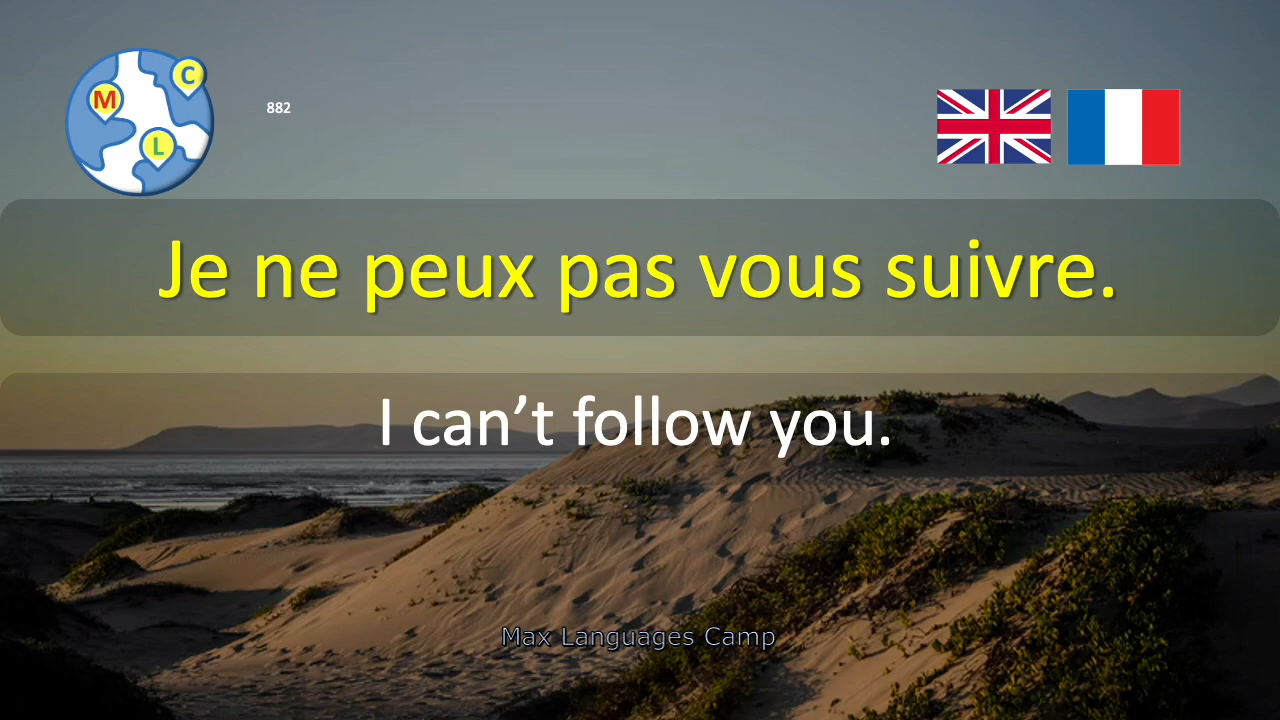 M
C
L
882
Je ne peux pas vous suivre.
I can’t follow you.
Max Languages Camp